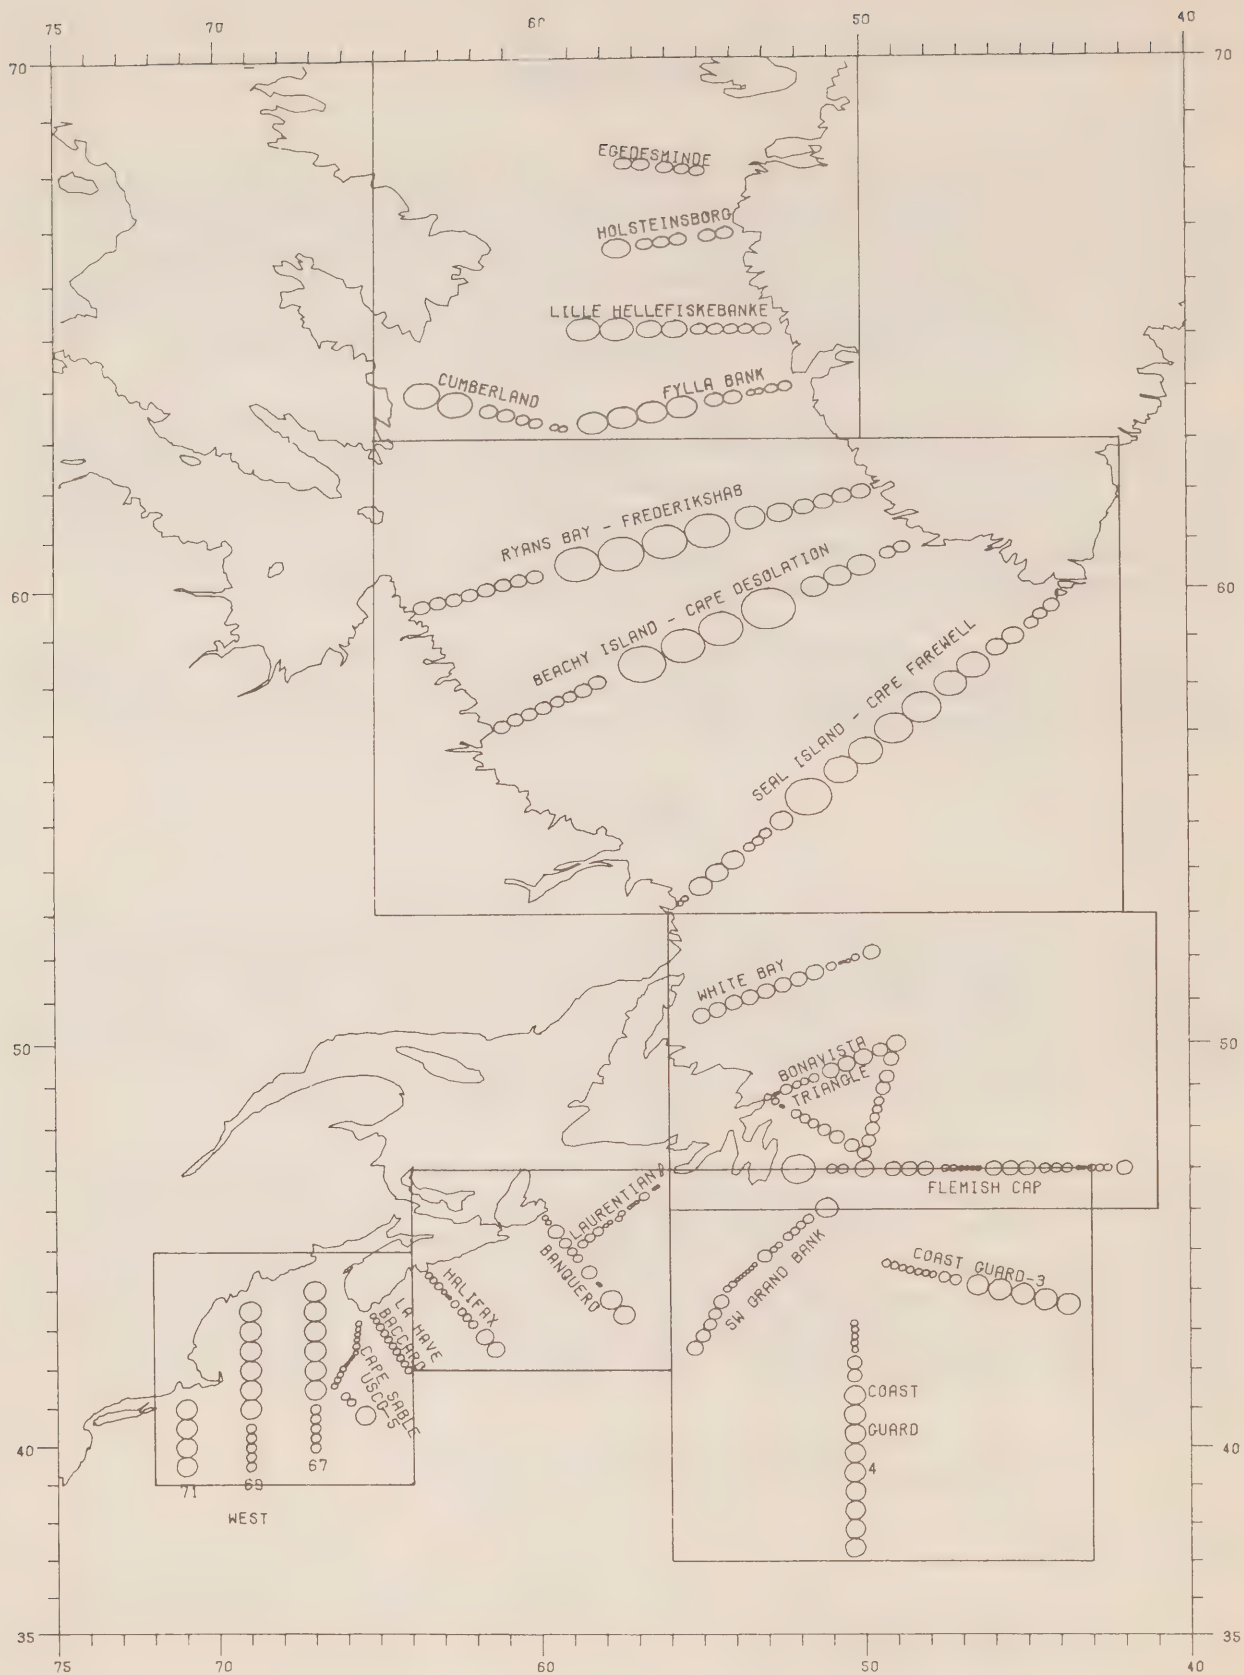 75 70 60 50 40
70 70
EGEDESMINDE
HOLSTEINSBORG
LILLE HELLEFISKEBANKE
CUMBERLAND
FYLLA BANK
RYANS BAY - FREDERIKSHAB
60 60
BEACHY ISLAND - CAPE DESOLATION
SEAL ISLAND - CAPE FAREWELL
WHITE BAY
50 50
BONAVISTA
TRIANGLE
FLEMISH CAP
LAURENTIAN
BANQUERO
SW GRAND BANK
COAST GUARD-3
HALIFAX
LA HAVE
BACCARO
CAPE SABLE
USCG-5
COAST
GUARD
4
40 40
71
69
67
WEST
35 35
75 70 60 50 40